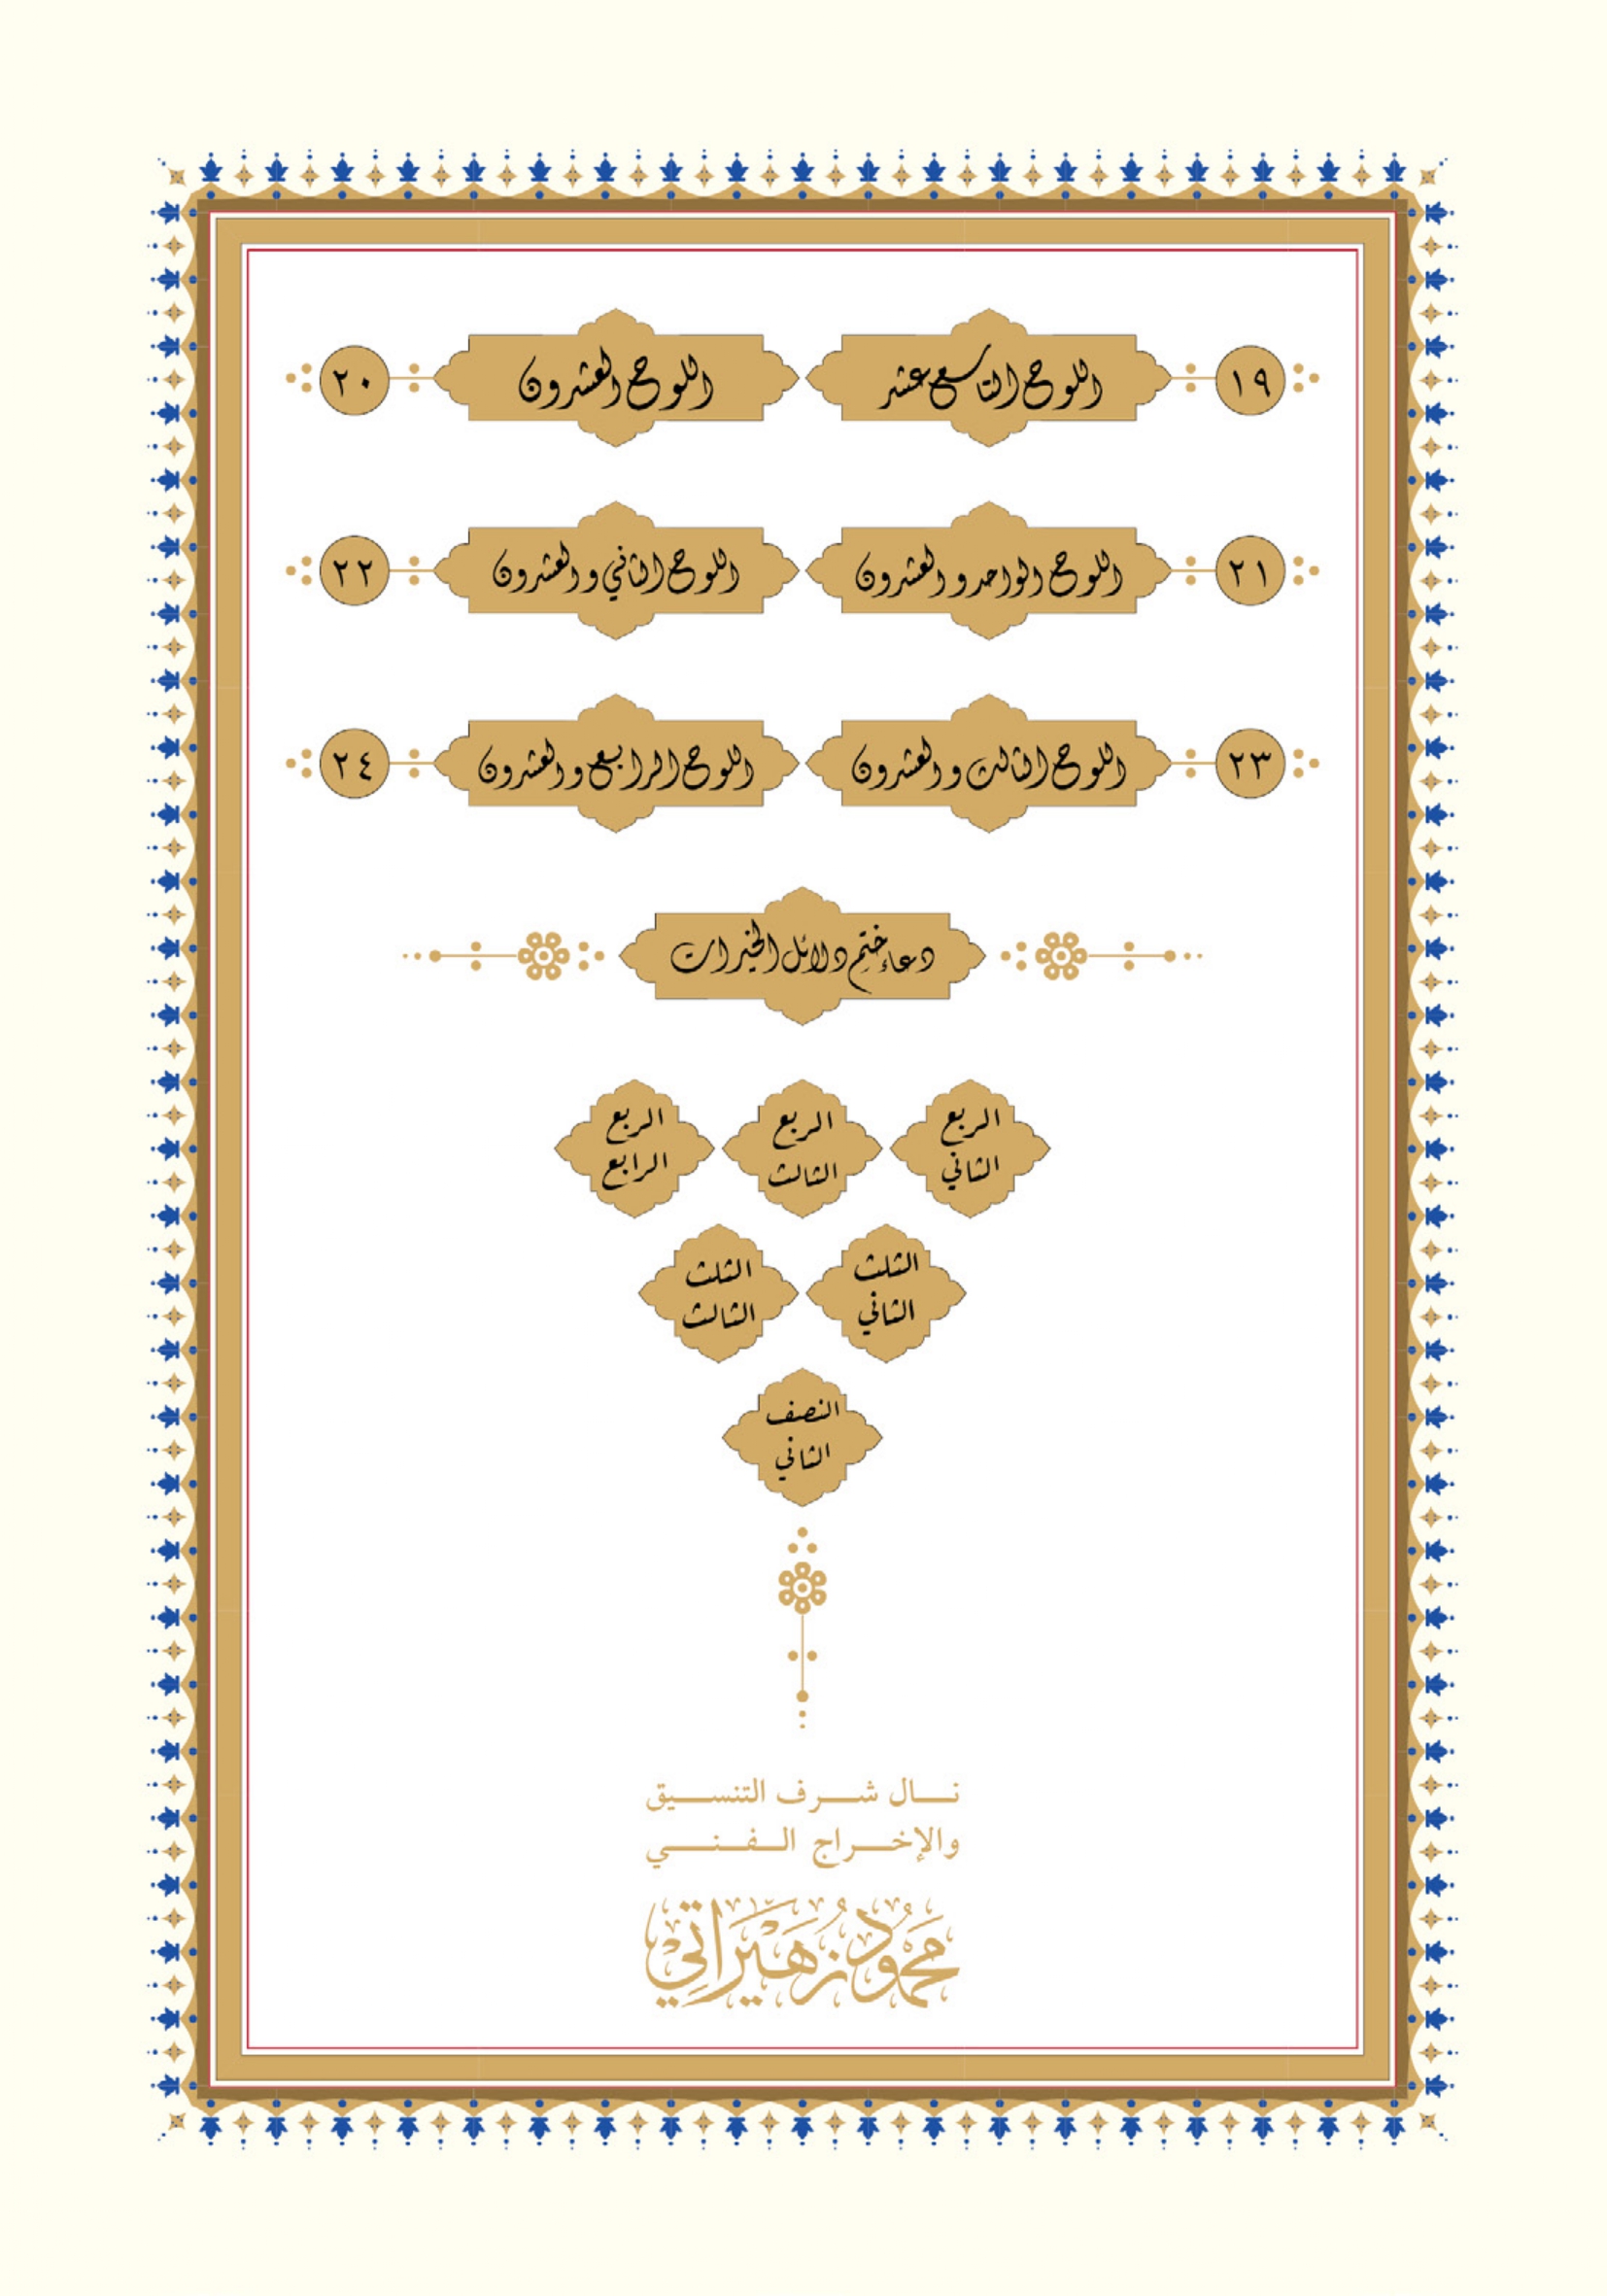 ١٩ اللوح التاسع عشر اللوح العشرون ٢٠
٢١ اللوح الواحد والعشرون اللوح الثاني والعشرون ٢٢
٢٣ اللوح الثالث والعشرون اللوح الرابع والعشرون ٢٤
دعاء ختم دلائل الخيرات
الربع الثاني
الربع الثالث
الربع الرابع
الثلث الثاني
الثلث الثالث
النصف الثاني
نال شرف التنسيق
والإخراج الفني
محمود زهير اتي